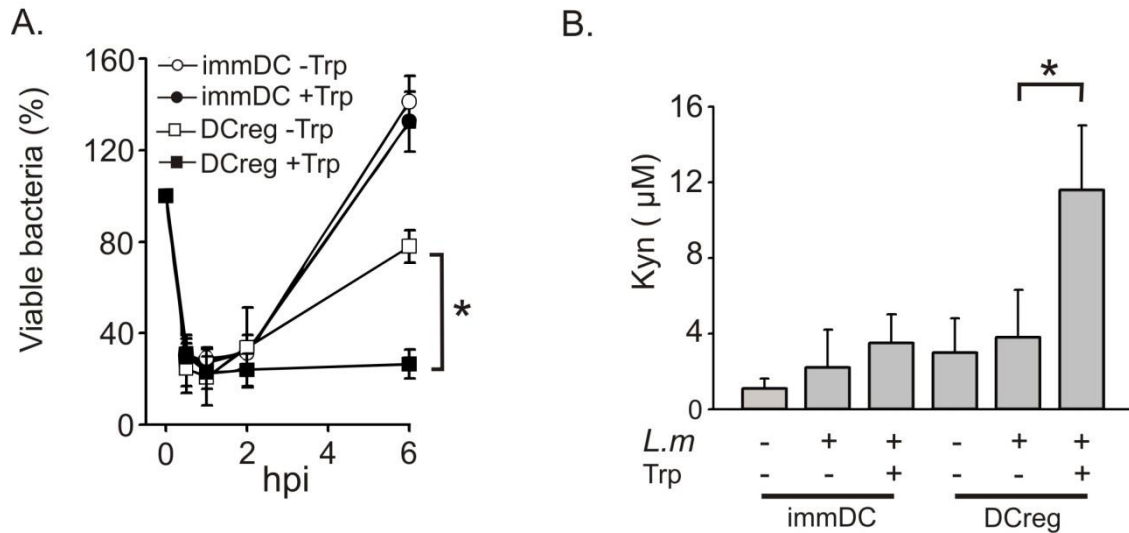 A.
Viable bacteria (%)
160
120
80
40
0
immDC -Trp
immDC +Trp
DCreg -Trp
DCreg +Trp
*
0 2 4 6
hpi
B.
Kyn ( µM)
16
12
8
4
0
*
L.m - + + - + +
Trp - - + - - +
immDC DCreg